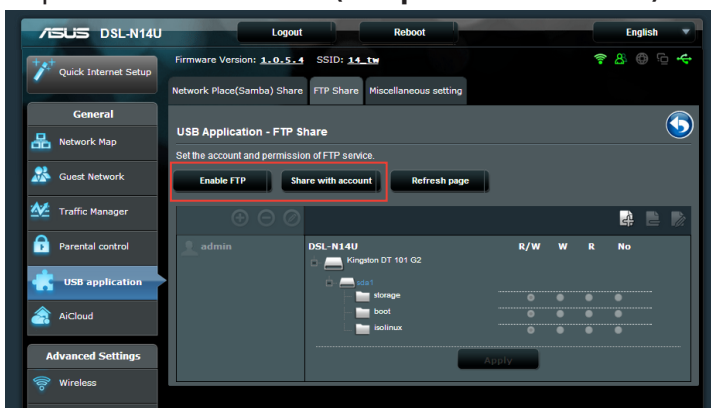 ASUS DSL-N14U Logout Reboot English
Quick Internet Setup
Firmware Version: 1.0.5.4 SSID: 14_tw
Network Place(Samba) Share FTP Share Miscellaneous setting
General
Network Map
Guest Network
Traffic Manager
Parental control
USB application
AiCloud
Advanced Settings
Wireless
USB Application - FTP Share
Set the account and permission of FTP service.
Enable FTP Share with account Refresh page
admin
DSL-N14U R/W W R No
Kingston DT 101 G2
sda1
storage
boot
isolinux
Apply